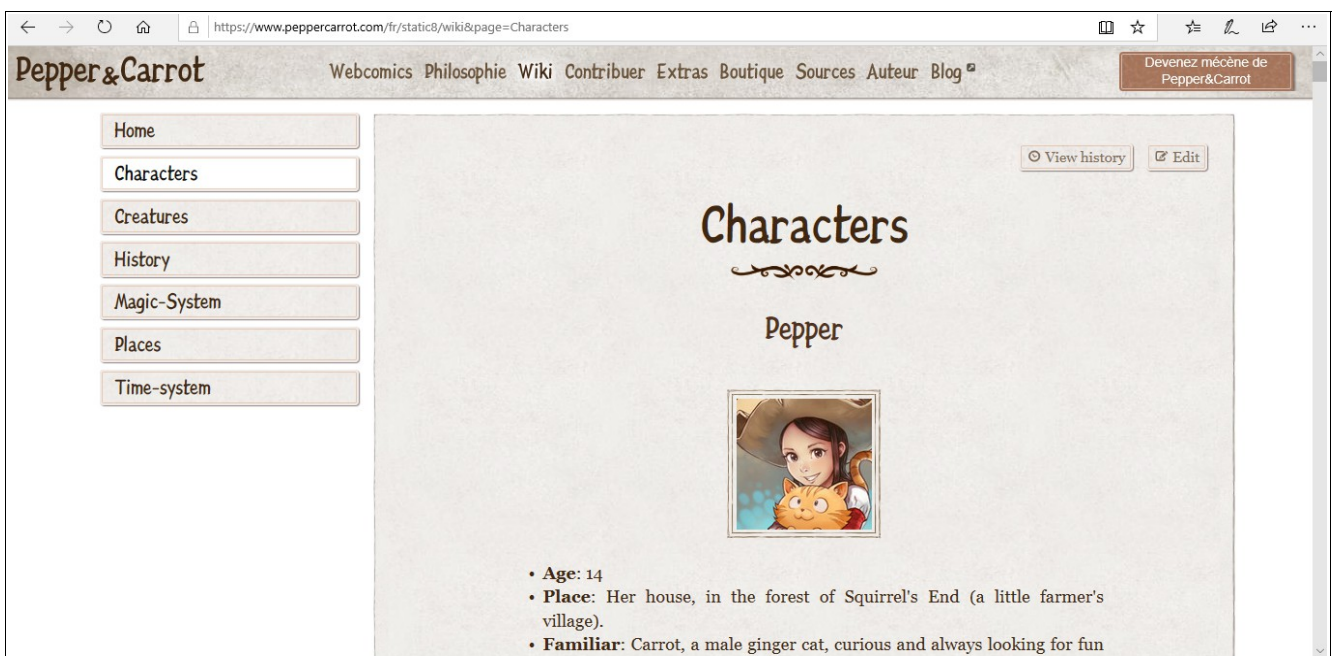 https://www.peppercarrot.com/fr/static8/wiki&page=Characters
Pepper&Carrot
Webcomics Philosophie Wiki Contribuer Extras Boutique Sources Auteur Blog
Devenez mécène de
Pepper&Carrot
Home
Characters
Creatures
History
Magic-System
Places
Time-system
View history
Edit
Characters
Pepper
• Age: 14
• Place: Her house, in the forest of Squirrel's End (a little farmer's
village).
• Familiar: Carrot, a male ginger cat, curious and always looking for fun